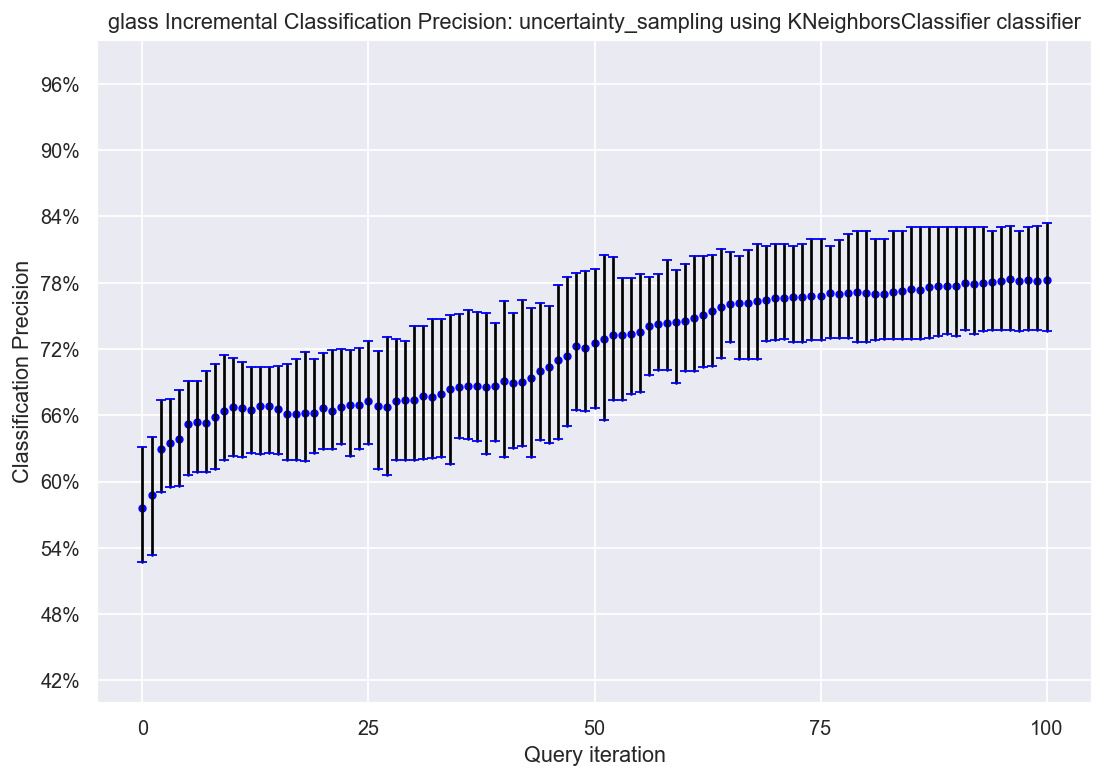 glass Incremental Classification Precision: uncertainty_sampling using KNeighborsClassifier classifier
96%
90%
84%
78%
72%
66%
60%
54%
48%
42%
Classification Precision
0 25 50 75 100
Query iteration